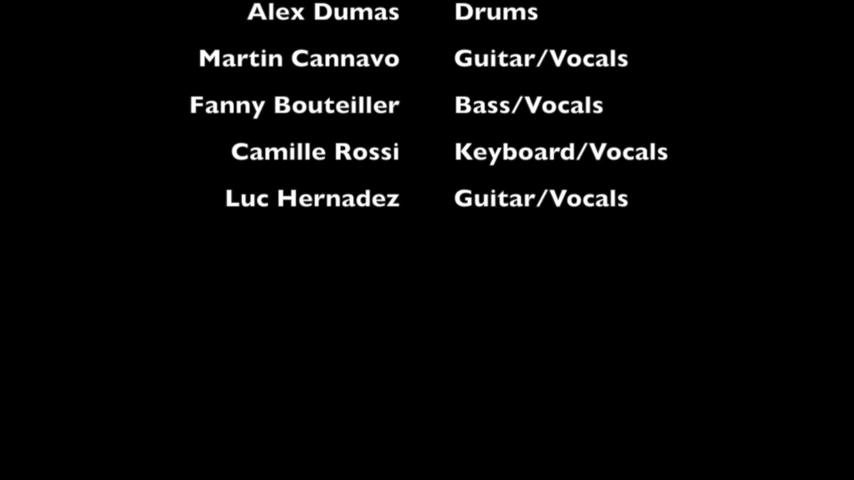 Alex Dumas Drums
Martin Cannavo Guitar/Vocals
Fanny Bouteiller Bass/Vocals
Camille Rossi Keyboard/Vocals
Luc Hernadez Guitar/Vocals